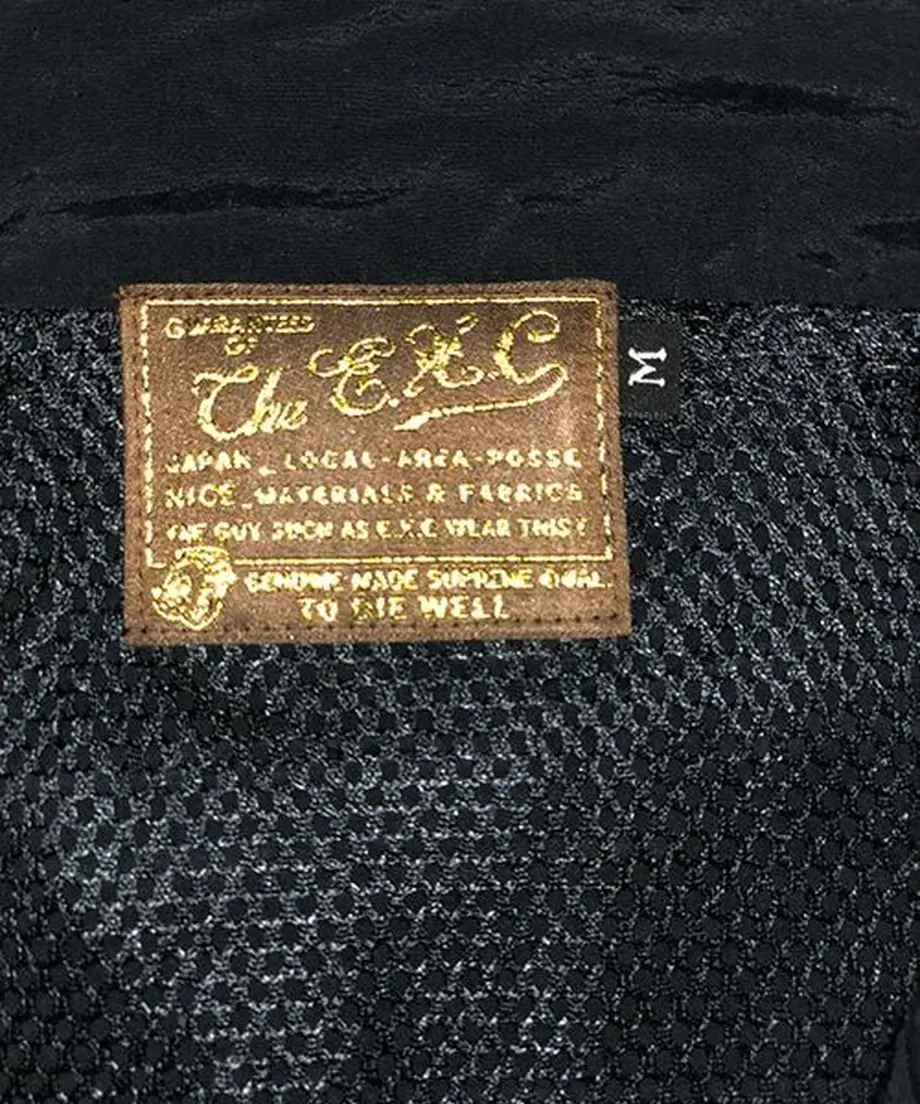 GUARANTEED
OF
The E.X.C
JAPAN_LOCAL-AREA-POSSE
NICE_MATERIALS & FABRICS
THE GUY SUCH AS E.X.C WEAR THIS!
GENUINE MADE SUPREME QUAL.
TO DIE WELL
M